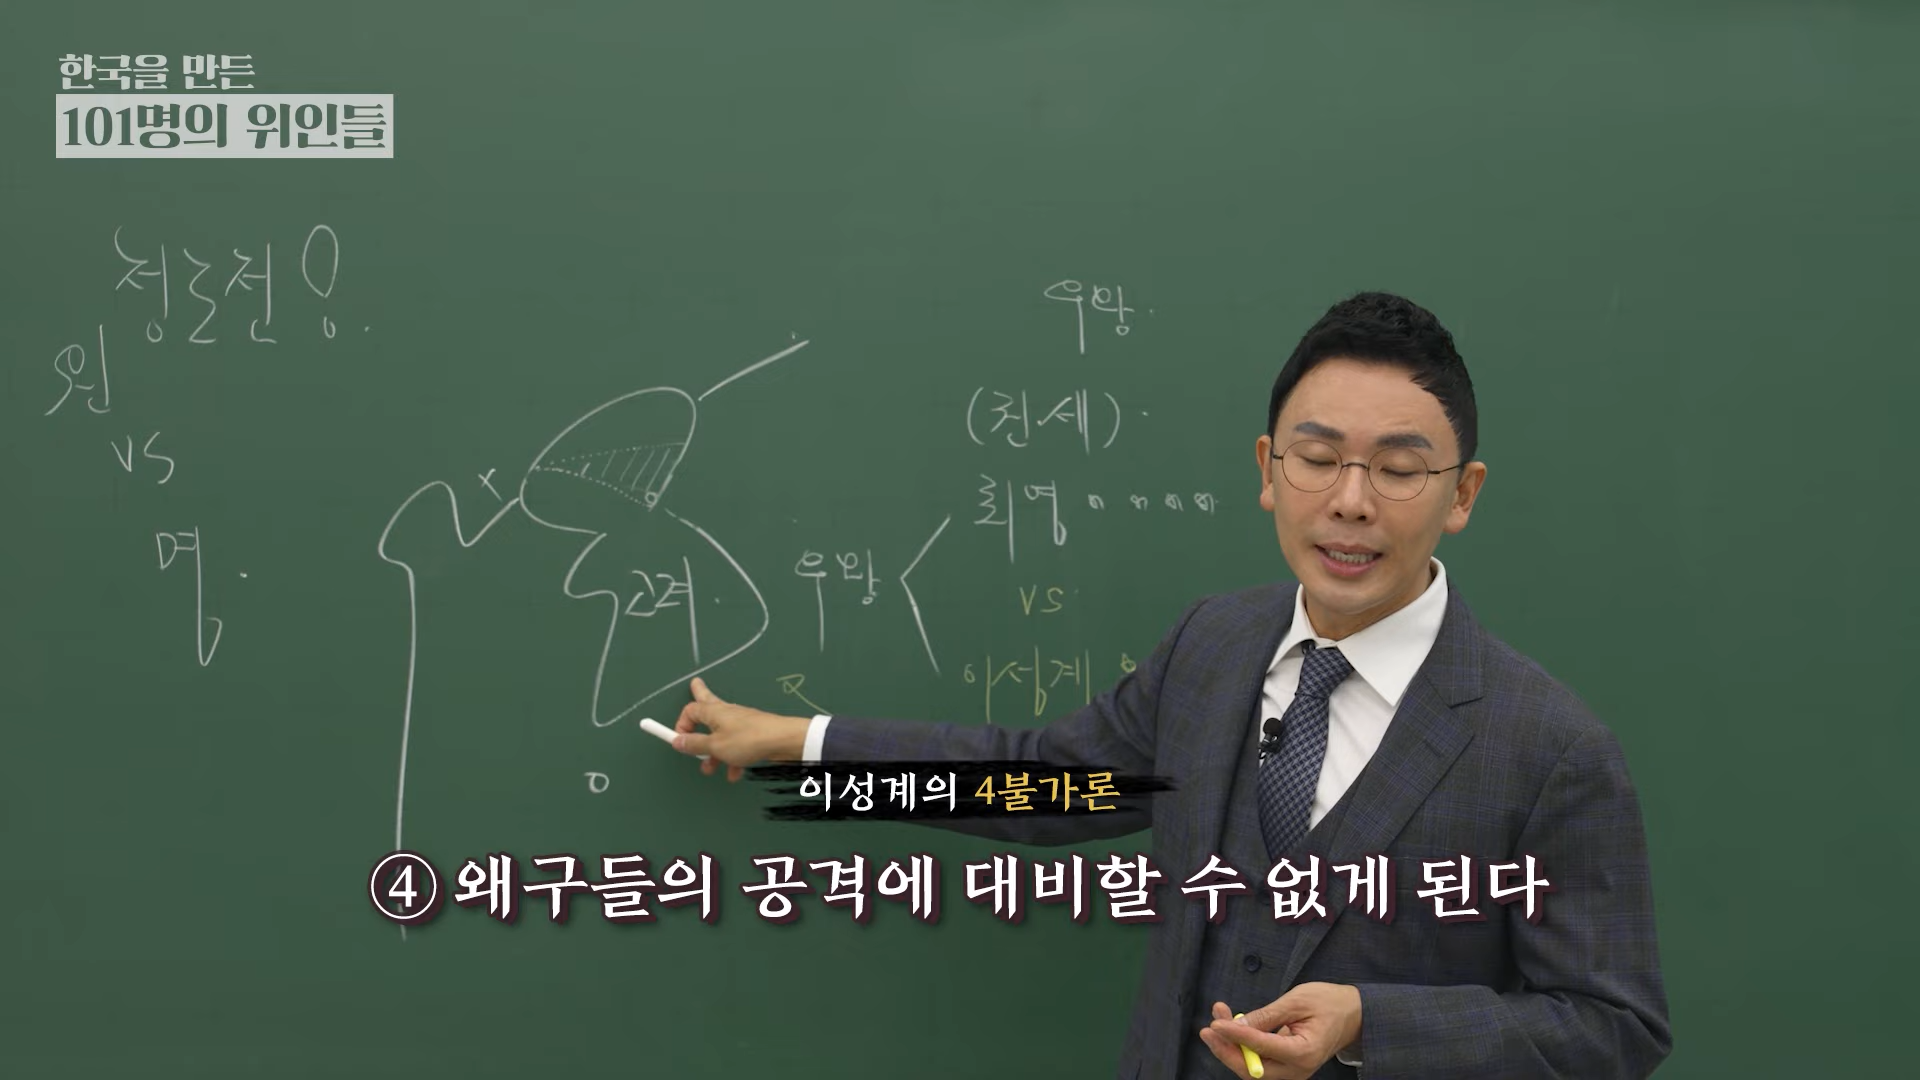 한국을 만든
101명의 위인들
정도전!
원
vs
명.
고려.
우왕.
(친세).
최영
우왕
vs
이성계
이성계의 4불가론
④ 왜구들의 공격에 대비할 수 없게 된다